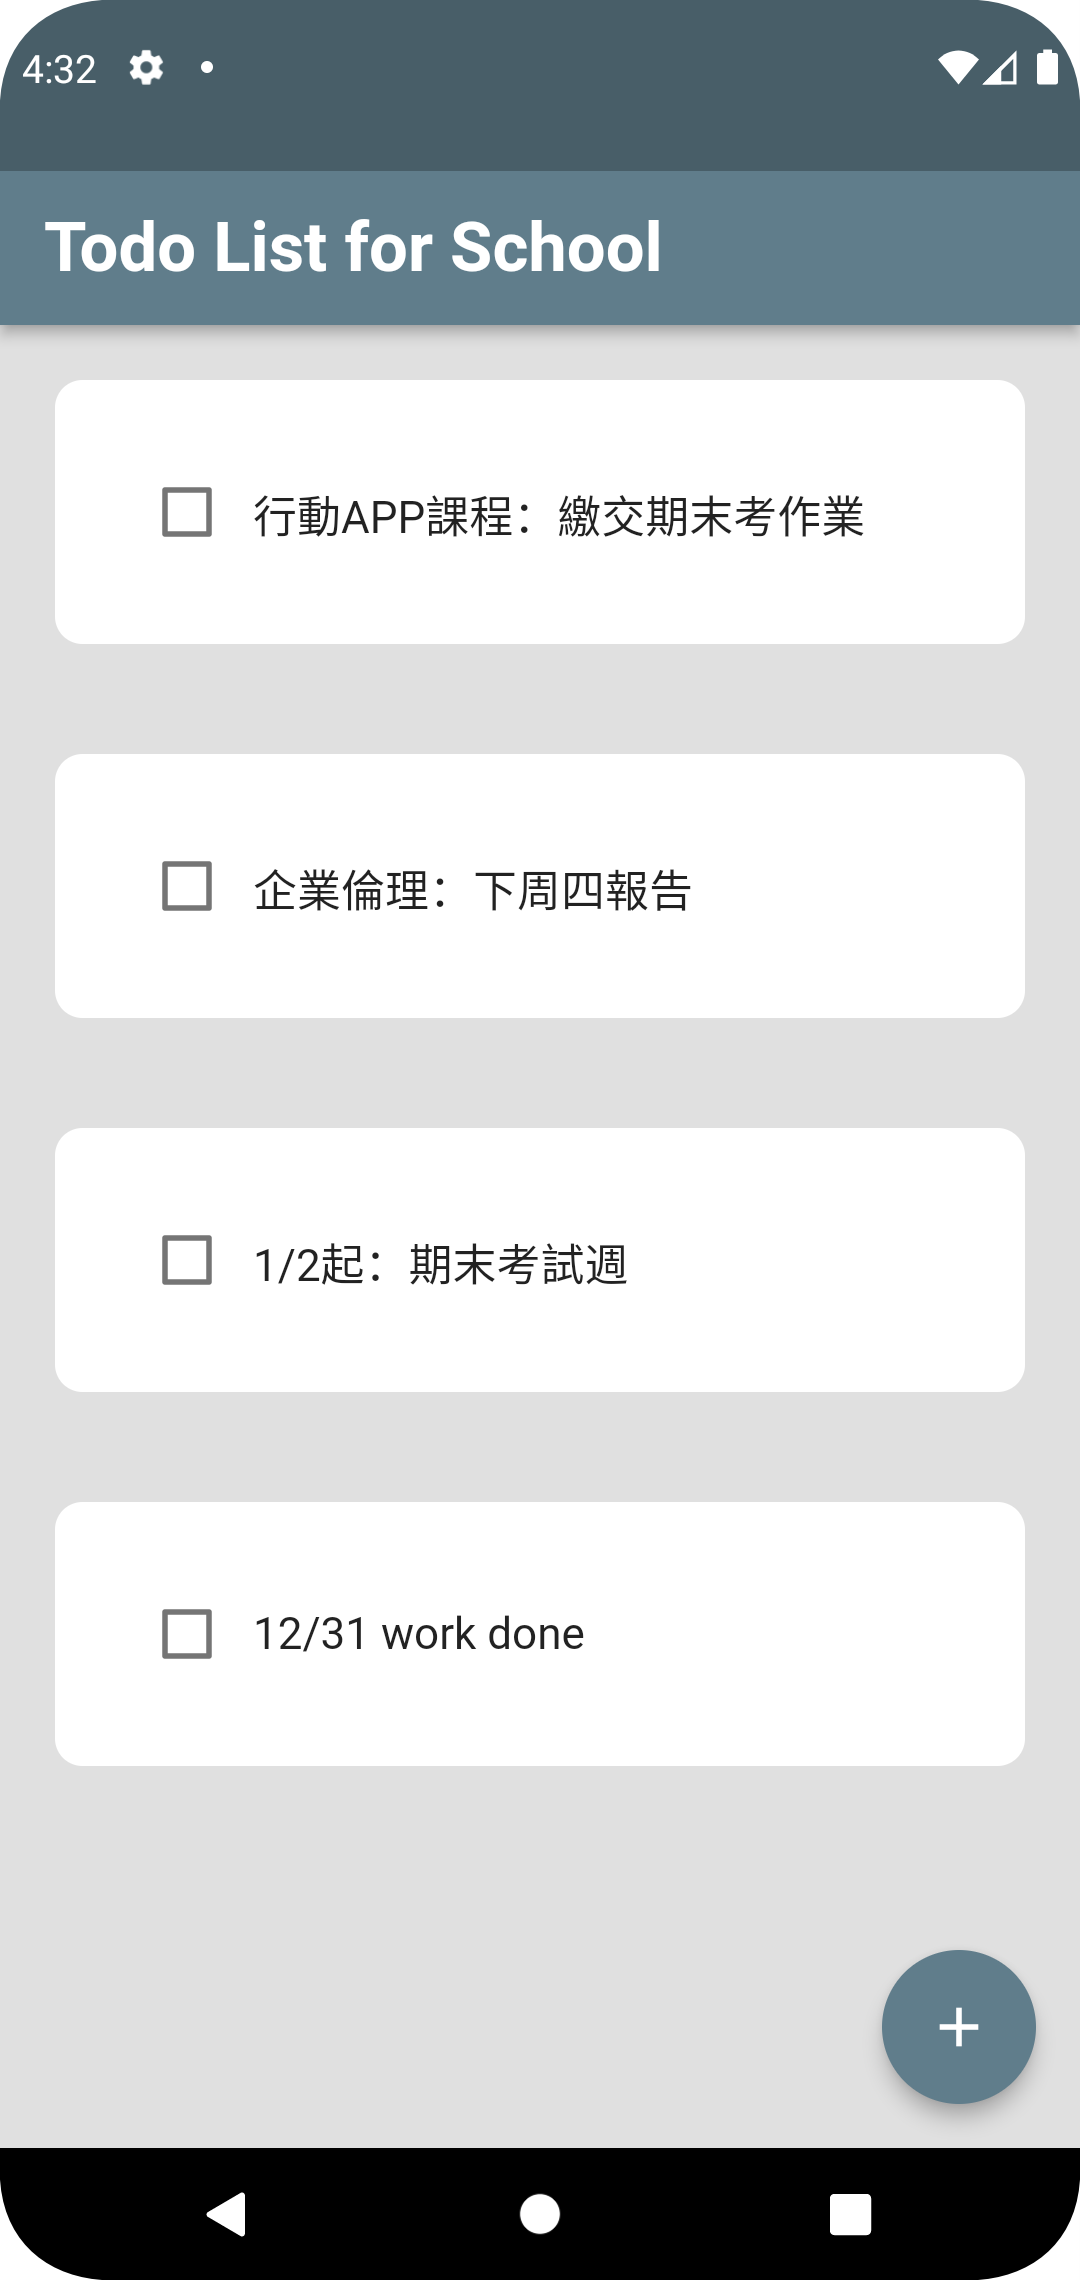 4:32
Todo List for School
行動APP課程：繳交期末考作業
企業倫理：下周四報告
1/2起：期末考試週
12/31 work done